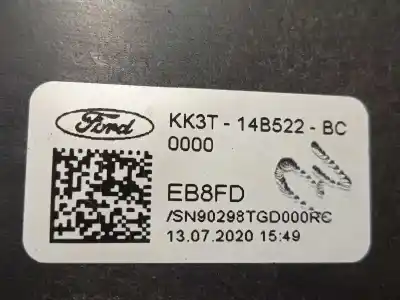 Ford
KK3T - 14B522 - BC
0000
EB8FD
/SN90298TGD000RC
13.07.2020 15:49